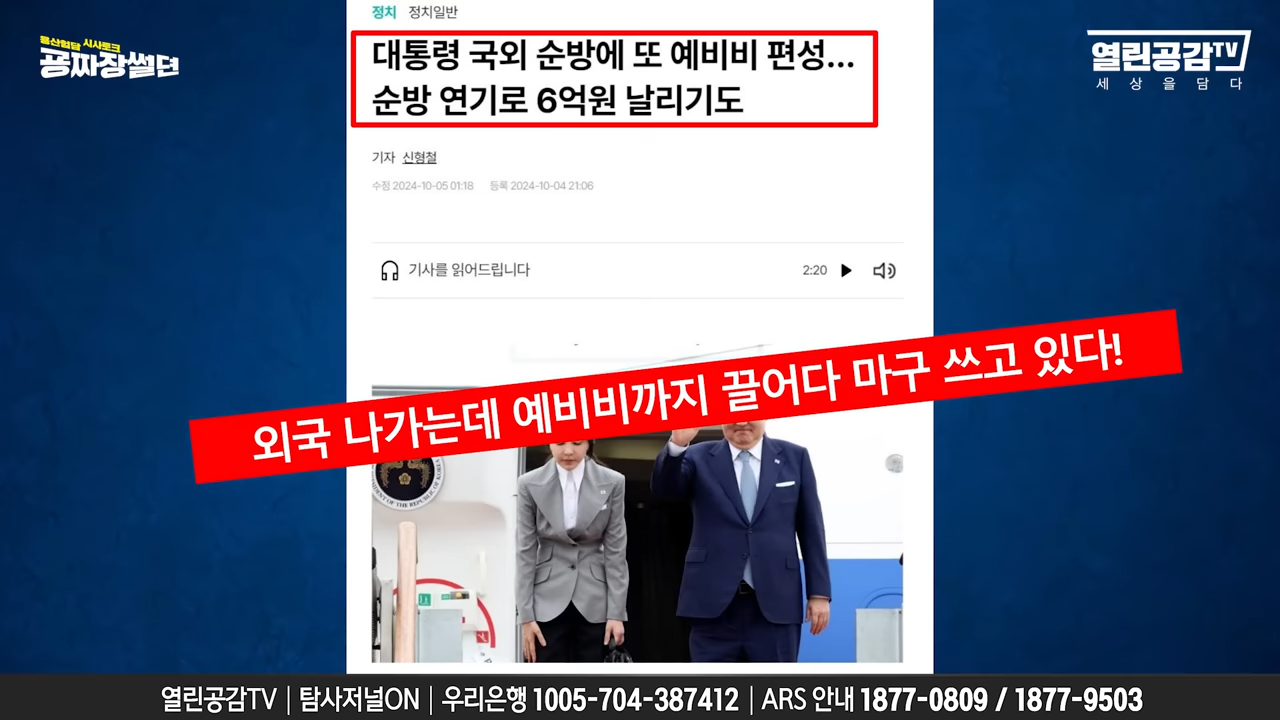 용산험담 시사토크
공짜장썰뎐
열린공감TV
세상을담다
정치 정치일반
대통령 국외 순방에 또 예비비 편성…
순방 연기로 6억원 날리기도
기자 신형철
수정 2024-10-05 01:18 등록 2024-10-04 21:06
기사를 읽어드립니다
2:20
외국 나가는데 예비비까지 끌어다 마구 쓰고 있다!
열린공감TV | 탐사저널ON | 우리은행 1005-704-387412 | ARS 안내 1877-0809 / 1877-9503